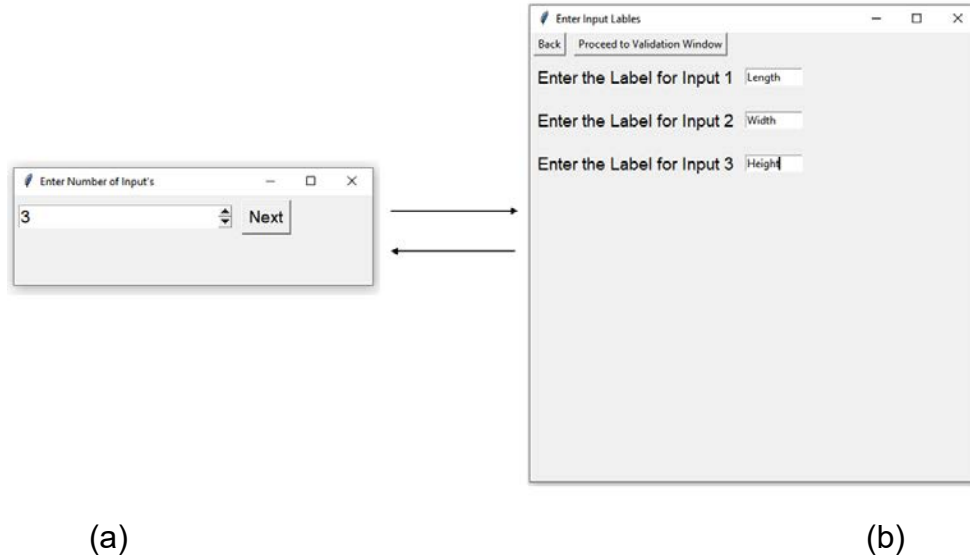 Enter Number of Input's
3
Next
Enter Input Lables
Back Proceed to Validation Window
Enter the Label for Input 1 Length
Enter the Label for Input 2 Width
Enter the Label for Input 3 Height
(a)
(b)